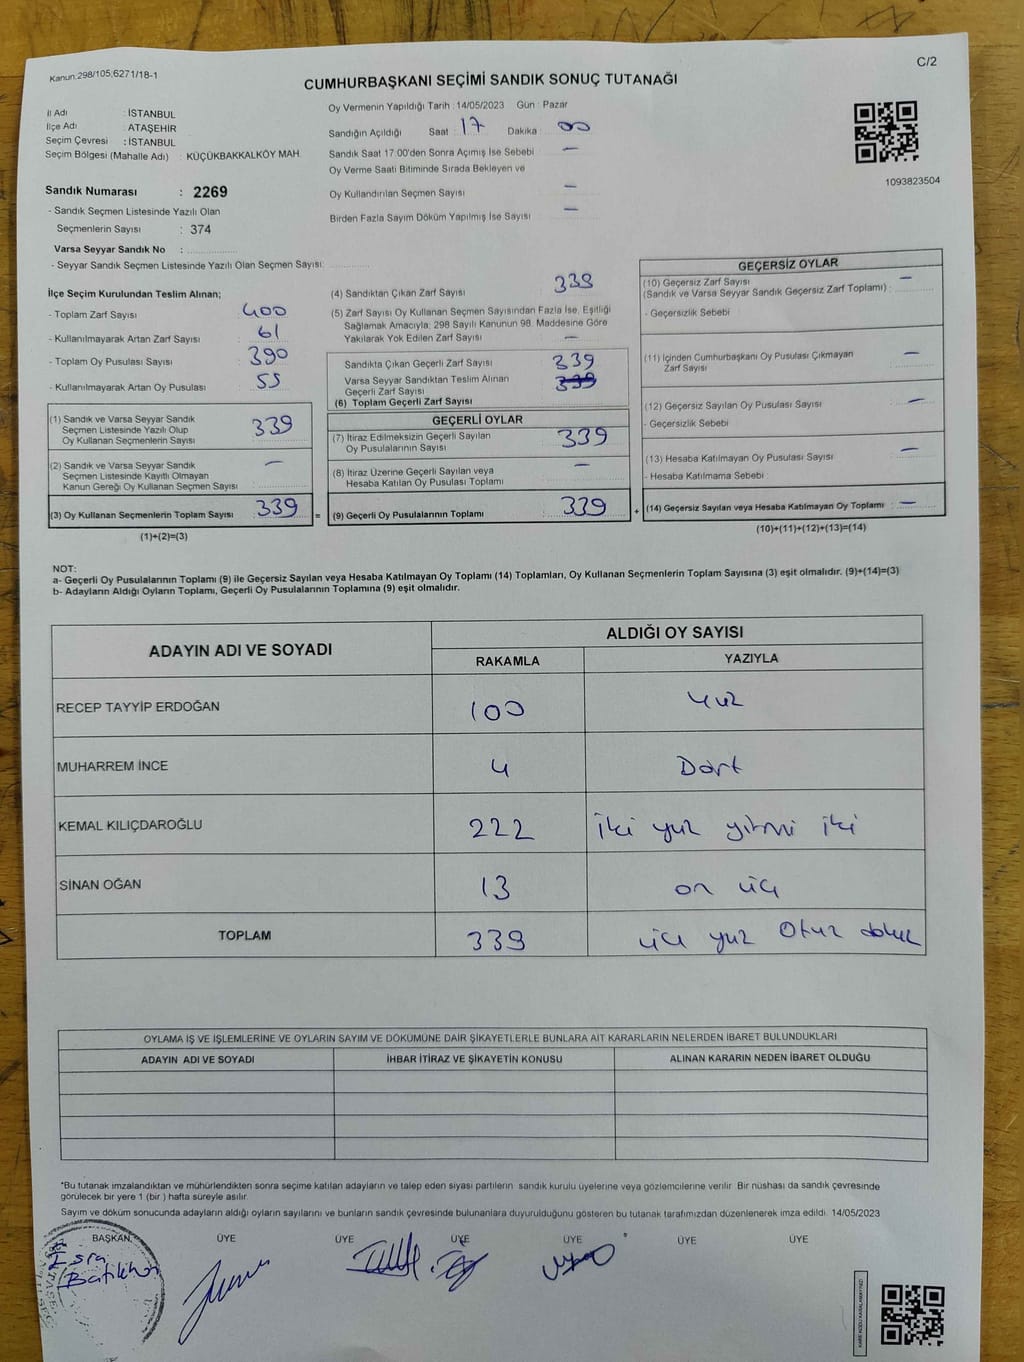 Kanun.298/105;6271/18-1
C/2
CUMHURBAŞKANI SEÇİMİ SANDIK SONUÇ TUTANAĞI
İl Adı : İSTANBUL
İlçe Adı : ATAŞEHİR
Seçim Çevresi : İSTANBUL
Seçim Bölgesi (Mahalle Adı) : KÜÇÜKBAKKALKÖY MAH.
Sandık Numarası : 2269
- Sandık Seçmen Listesinde Yazılı Olan
Seçmenlerin Sayısı : 374
Varsa Seyyar Sandık No :
- Seyyar Sandık Seçmen Listesinde Yazılı Olan Seçmen Sayısı:
Oy Vermenin Yapıldığı Tarih : 14/05/2023 Gün : Pazar
Sandığın Açıldığı Saat : 17 Dakika : 00
Sandık Saat 17:00'den Sonra Açımış İse Sebebi : —
Oy Verme Saati Bitiminde Sırada Bekleyen ve
Oy Kullandırılan Seçmen Sayısı —
Birden Fazla Sayım Döküm Yapılmış İse Sayısı —
1093823504
İlçe Seçim Kurulundan Teslim Alınan;
- Toplam Zarf Sayısı : 400
- Kullanılmayarak Artan Zarf Sayısı : 61
- Toplam Oy Pusulası Sayısı : 390
- Kullanılmayarak Artan Oy Pusulası : 55
(1) Sandık ve Varsa Seyyar Sandık
Seçmen Listesinde Yazılı Olup
Oy Kullanan Seçmenlerin Sayısı : 339
(2) Sandık ve Varsa Seyyar Sandık
Seçmen Listesinde Kayıtlı Olmayan
Kanun Gereği Oy Kullanan Seçmen Sayısı : —
(3) Oy Kullanan Seçmenlerin Toplam Sayısı : 339
(1)+(2)=(3)
(4) Sandıktan Çıkan Zarf Sayısı : 339
(5) Zarf Sayısı Oy Kullanan Seçmen Sayısından Fazla İse, Eşitliği
Sağlamak Amacıyla; 298 Sayılı Kanunun 98. Maddesine Göre
Yakılarak Yok Edilen Zarf Sayısı : —
Sandıkta Çıkan Geçerli Zarf Sayısı : 339
Varsa Seyyar Sandıktan Teslim Alınan : 339
Geçerli Zarf Sayısı
(6) Toplam Geçerli Zarf Sayısı
GEÇERLİ OYLAR
(7) İtiraz Edilmeksizin Geçerli Sayılan
Oy Pusulalarının Sayısı : 339
(8) İtiraz Üzerine Geçerli Sayılan veya
Hesaba Katılan Oy Pusulası Toplamı : —
= (9) Geçerli Oy Pusulalarının Toplamı : 339
GEÇERSİZ OYLAR
(10) Geçersiz Zarf Sayısı
(Sandık ve Varsa Seyyar Sandık Geçersiz Zarf Toplamı) : —
- Geçersizlik Sebebi
(11) İçinden Cumhurbaşkanı Oy Pusulası Çıkmayan
Zarf Sayısı : —
(12) Geçersiz Sayılan Oy Pusulası Sayısı : —
- Geçersizlik Sebebi
(13) Hesaba Katılmayan Oy Pusulası Sayısı : —
- Hesaba Katılmama Sebebi :
+ (14) Geçersiz Sayılan veya Hesaba Katılmayan Oy Toplamı : —
(10)+(11)+(12)+(13)=(14)
NOT:
a- Geçerli Oy Pusulalarının Toplamı (9) ile Geçersiz Sayılan veya Hesaba Katılmayan Oy Toplamı (14) Toplamları, Oy Kullanan Seçmenlerin Toplam Sayısına (3) eşit olmalıdır. (9)+(14)=(3)
b- Adayların Aldığı Oyların Toplamı, Geçerli Oy Pusulalarının Toplamına (9) eşit olmalıdır.
ADAYIN ADI VE SOYADI
ALDIĞI OY SAYISI
RAKAMLA YAZIYLA
RECEP TAYYİP ERDOĞAN 100 Yüz
MUHARREM İNCE 4 Dört
KEMAL KILIÇDAROĞLU 222 iki yüz yirmi iki
SİNAN OĞAN 13 on üç
TOPLAM 339 üç yüz Otuz dokuz
OYLAMA İŞ VE İŞLEMLERİNE VE OYLARIN SAYIM VE DÖKÜMÜNE DAİR ŞİKAYETLERLE BUNLARA AİT KARARLARIN NELERDEN İBARET BULUNDUKLARI
ADAYIN ADI VE SOYADI İHBAR İTİRAZ VE ŞİKAYETİN KONUSU ALINAN KARARIN NEDEN İBARET OLDUĞU
*Bu tutanak imzalandıktan ve mühürlendikten sonra seçime katılan adayların ve talep eden siyasi partilerin sandık kurulu üyelerine veya gözlemcilerine verilir. Bir nüshası da sandık çevresinde
görülecek bir yere 1 (bir ) hafta süreyle asılır.
Sayım ve döküm sonucunda adayların aldığı oyların sayılarını ve bunların sandık çevresinde bulunanlara duyurulduğunu gösteren bu tutanak tarafımızdan düzenlenerek imza edildi. 14/05/2023
BAŞKAN ÜYE ÜYE ÜYE ÜYE ÜYE ÜYE
Esra